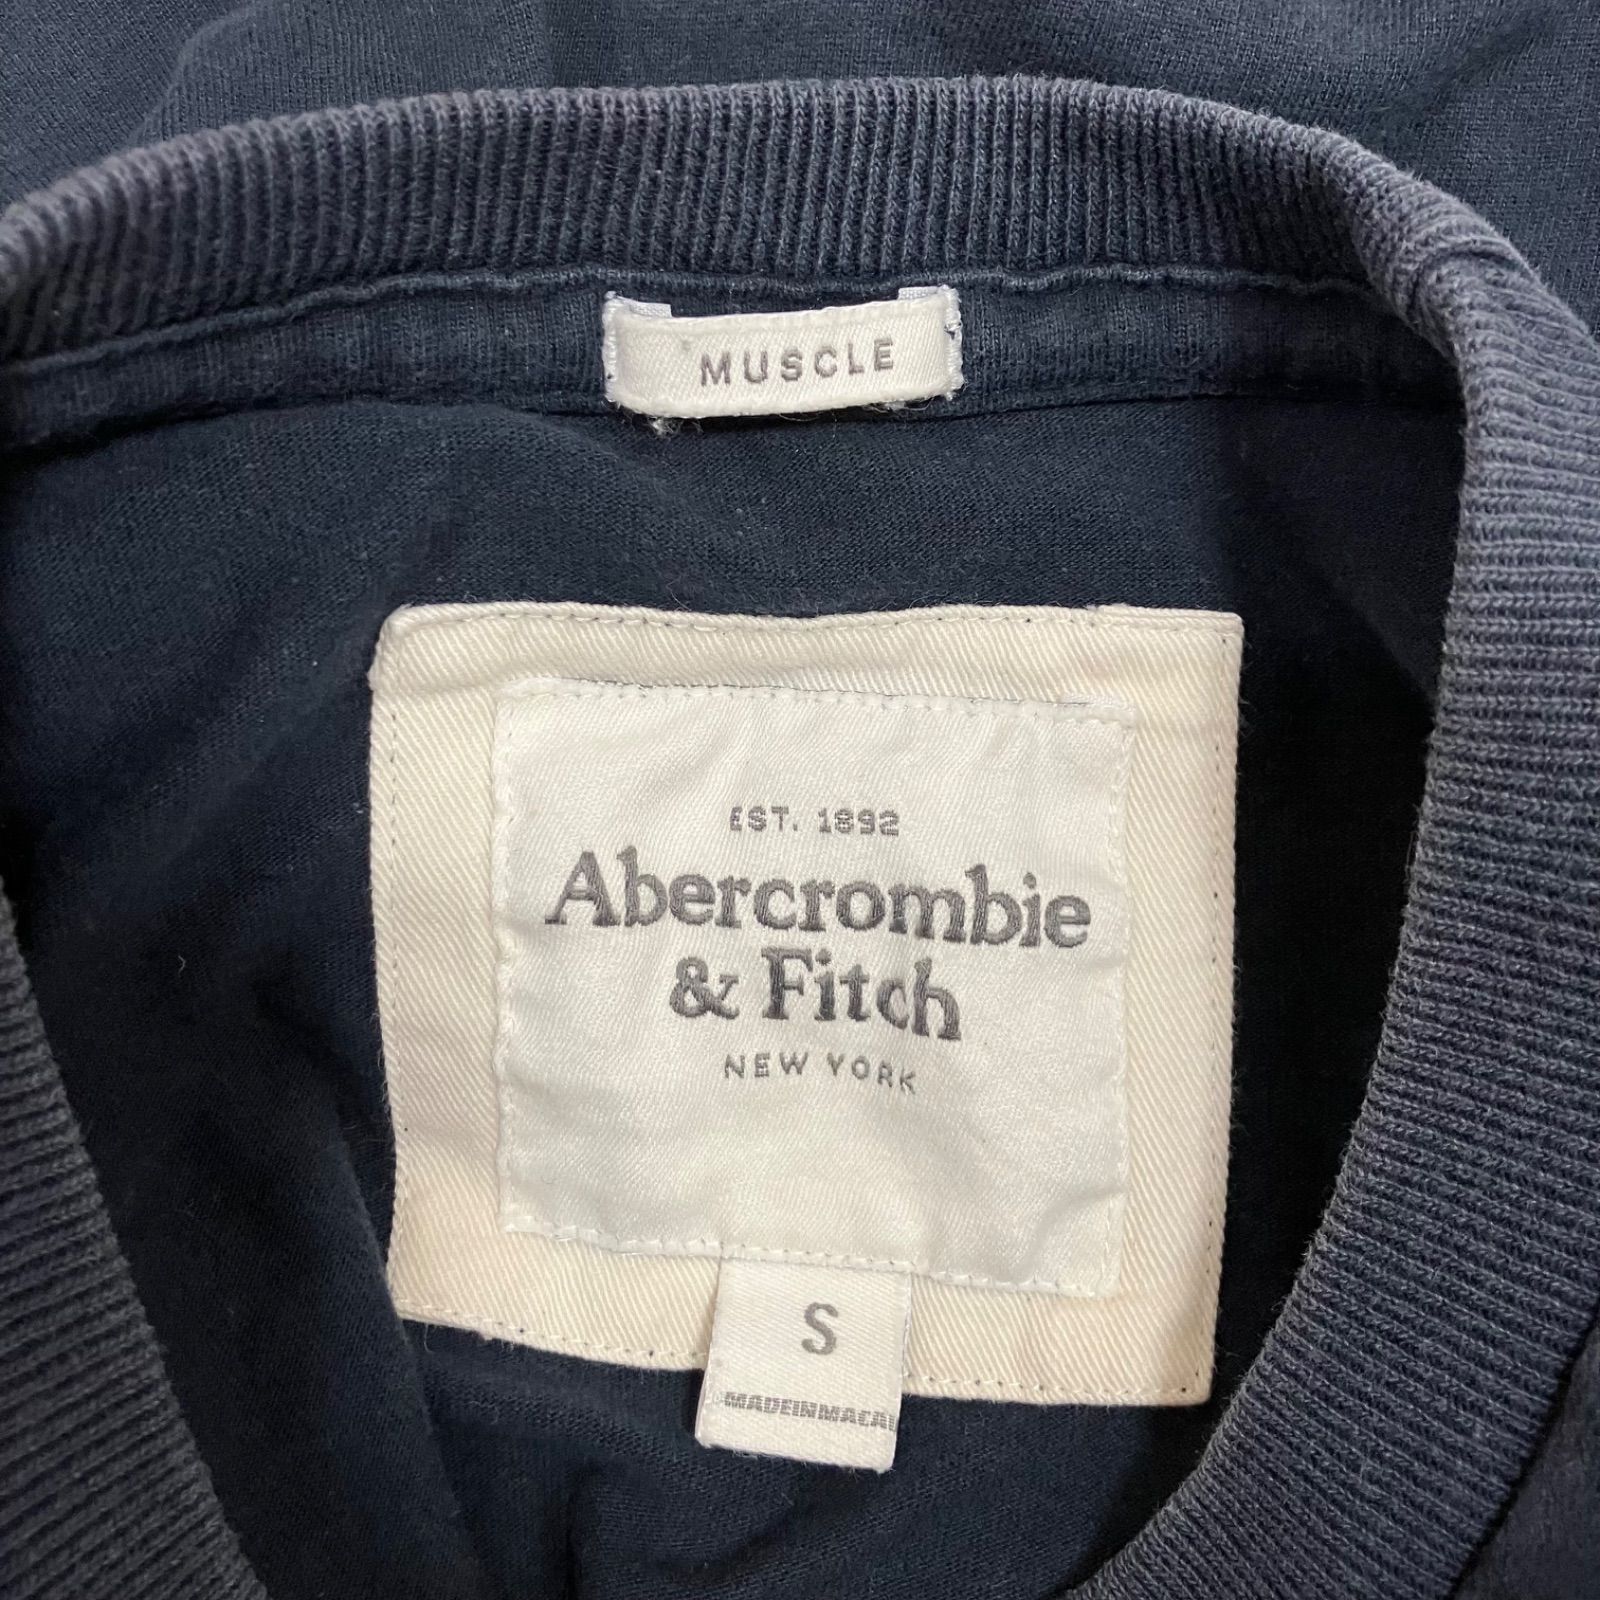 MUSCLE
EST. 1892
Abercrombie
& Fitch
NEW YORK
S
MADEINMACAU